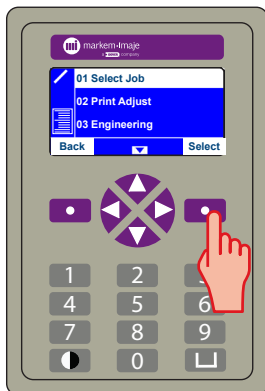 markem·imaje
01 Select Job
02 Print Adjust
03 Engineering
Back Select
1 2
4 5 6
7 8 9
0